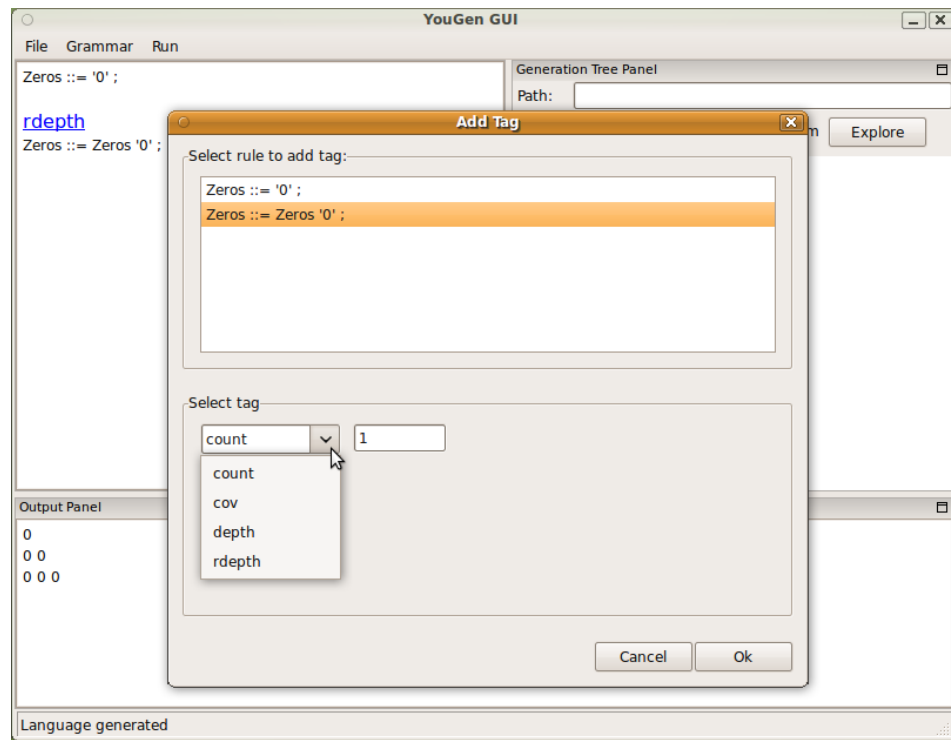 YouGen GUI
File Grammar Run
Zeros ::= '0' ;
rdepth
Zeros ::= Zeros '0' ;
Generation Tree Panel
Path:
m Explore
Add Tag
Select rule to add tag:
Zeros ::= '0' ;
Zeros ::= Zeros '0' ;
Select tag
count 1
count
cov
depth
rdepth
Cancel Ok
Output Panel
0
0 0
0 0 0
Language generated